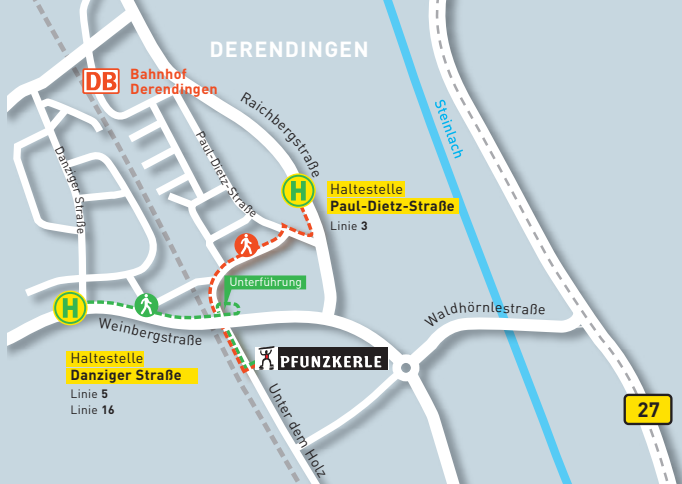 DERENDINGEN
DB
Bahnhof
Derendingen
Raichbergstraße
Steinlach
Paul-Dietz-Straße
Danziger Straße
H
Haltestelle
Paul-Dietz-Straße
Linie 3
Unterführung
H
Weinbergstraße
Waldhörnlestraße
PFUNZKERLE
Haltestelle
Danziger Straße
Linie 5
Linie 16
Unter dem Holz
27